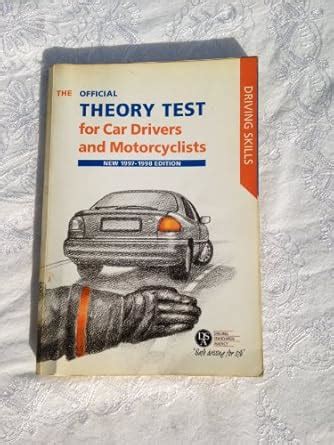 THE OFFICIAL
THEORY TEST
for Car Drivers
and Motorcyclists
NEW 1997-1998 EDITION
DRIVING SKILLS
DSA
DRIVING
STANDARDS
AGENCY
"Safe driving for life"